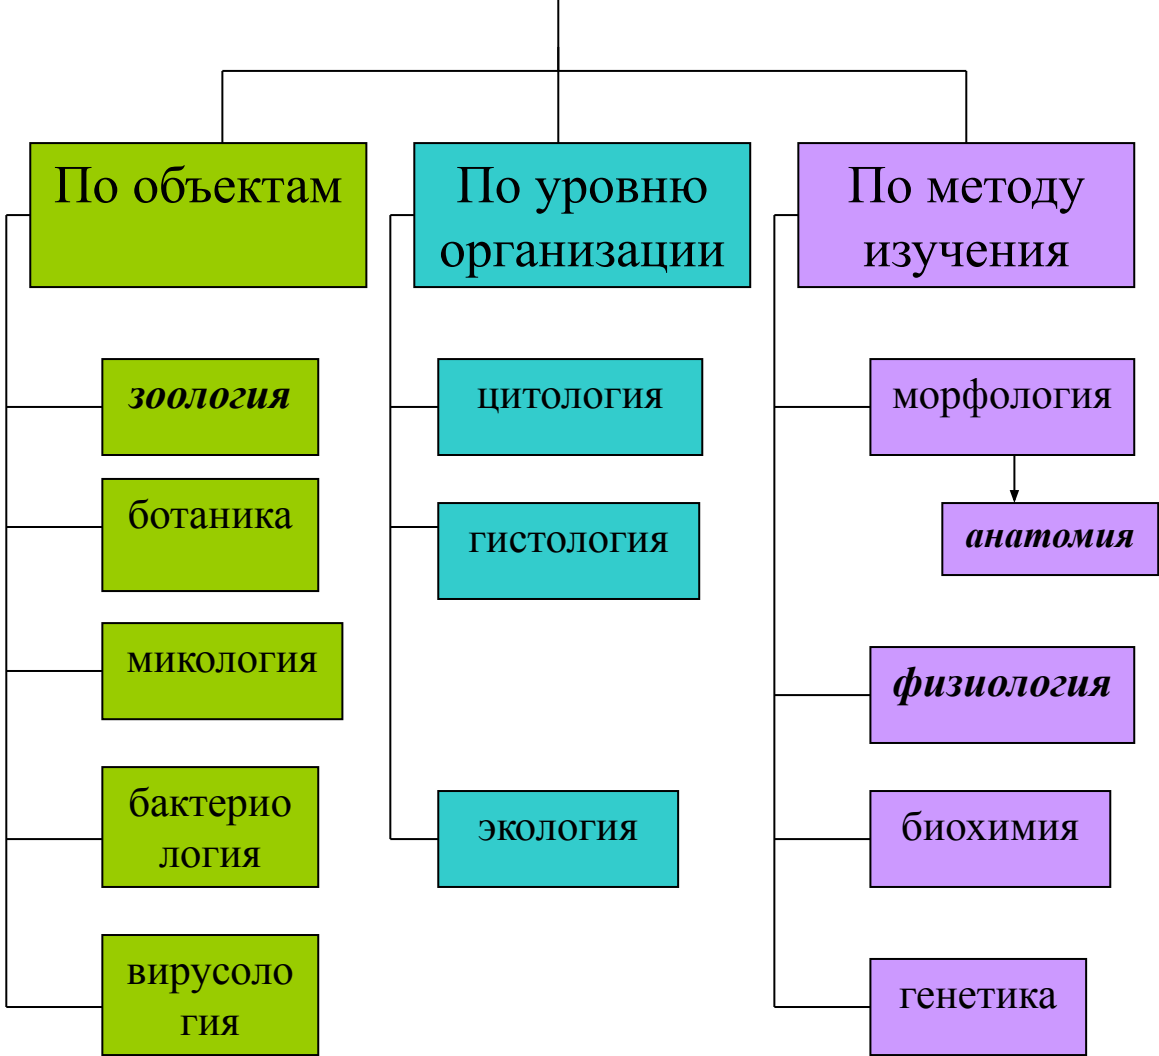 По объектам
зоология
ботаника
микология
бактерио
логия
вирусоло
гия
По уровню
организации
цитология
гистология
экология
По методу
изучения
морфология
анатомия
физиология
биохимия
генетика